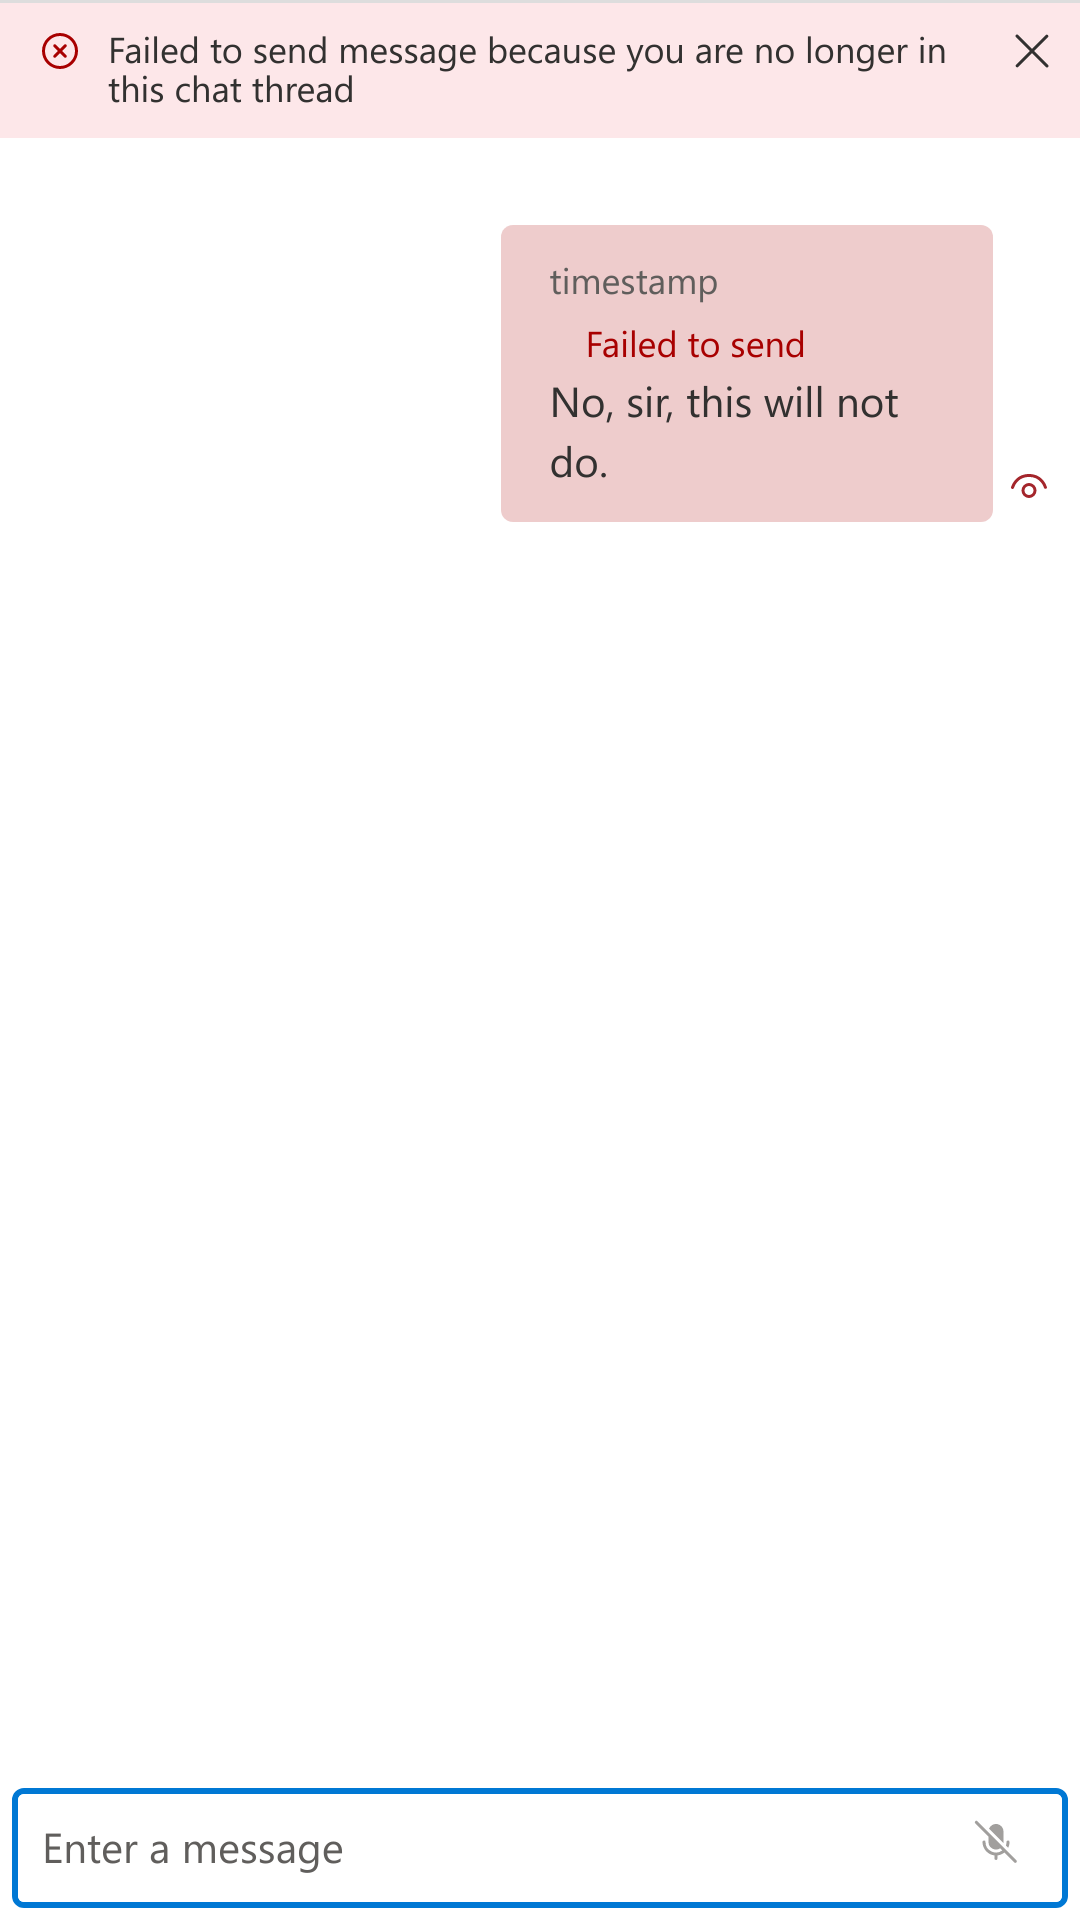 Failed to send message because you are no longer in
this chat thread
timestamp
Failed to send
No, sir, this will not
do.
Enter a message